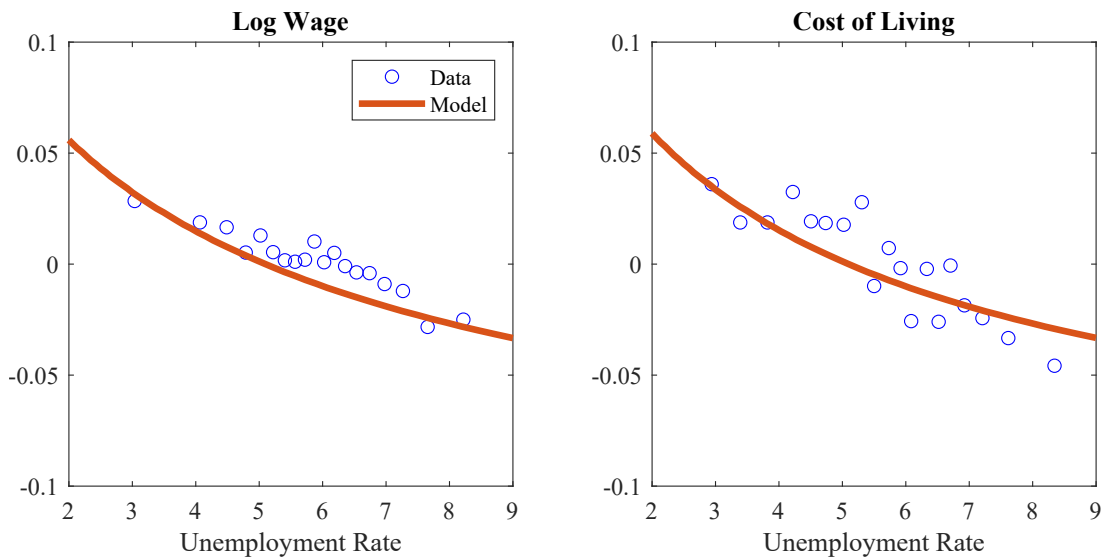 Log Wage
0.1
0.05
0
-0.05
-0.1
2 3 4 5 6 7 8 9
Unemployment Rate
Data
Model
Cost of Living
0.1
0.05
0
-0.05
-0.1
2 3 4 5 6 7 8 9
Unemployment Rate